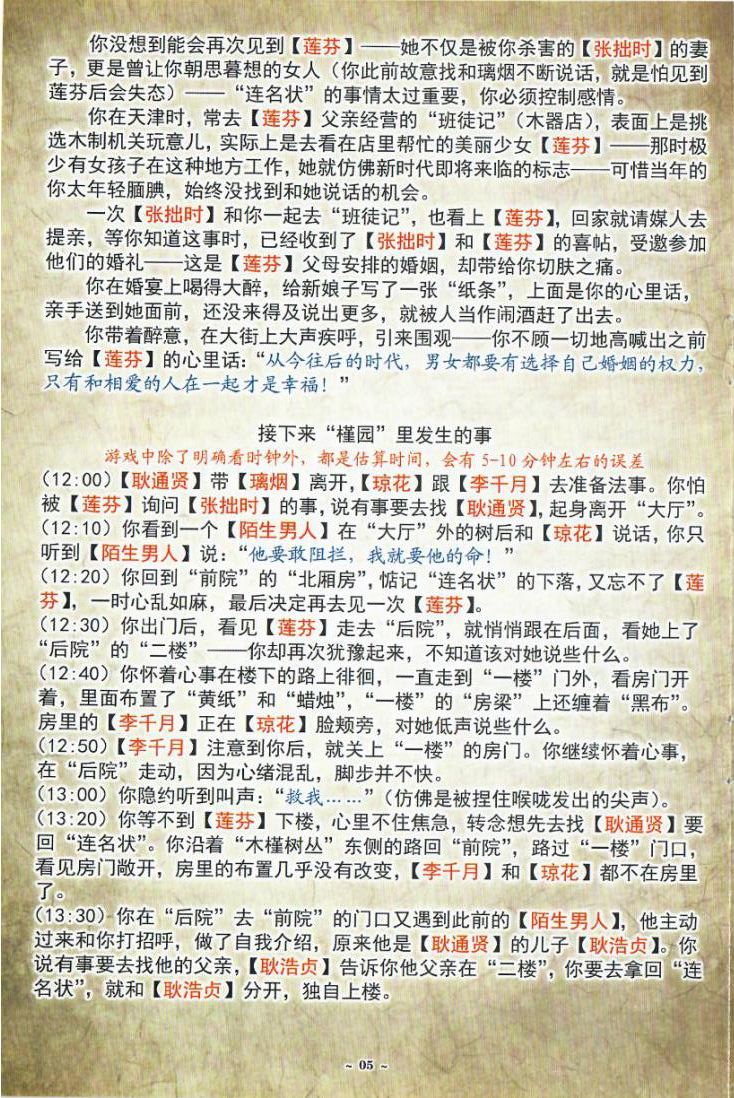 你没想到能会再次见到【莲芬】——她不仅是被你杀害的【张拙时】的妻
子，更是曾让你朝思暮想的女人（你此前故意找和璃烟不断说话，就是怕见到
莲芬后会失态）——“连名状”的事情太过重要，你必须控制感情。
你在天津时，常去【莲芬】父亲经营的“班徒记”（木器店），表面上是挑
选木制机关玩意儿，实际上是去看在店里帮忙的美丽少女【莲芬】——那时极
少有女孩子在这种地方工作，她就仿佛新时代即将来临的标志——可惜当年的
你太年轻腼腆，始终没找到和她说话的机会。
一次【张拙时】和你一起去“班徒记”，也看上【莲芬】，回家就请媒人去
提亲，等你知道这事时，已经收到了【张拙时】和【莲芬】的喜帖，受邀参加
他们的婚礼——这是【莲芬】父母安排的婚姻，却带给你切肤之痛。
你在婚宴上喝得大醉，给新娘子写了一张“纸条”，上面是你的心里话，
亲手送到她面前，还没来得及说出更多，就被人当作闹酒赶了出去。
你带着醉意，在大街上大声疾呼，引来围观——你不顾一切地高喊出之前
写给【莲芬】的心里话：“从今往后的时代，男女都要有选择自己婚姻的权力，
只有和相爱的人在一起才是幸福！”
接下来“槿园”里发生的事
游戏中除了明确看时钟外，都是估算时间，会有 5-10 分钟左右的误差
(12:00)【耿通贤】带【璃烟】离开，【琼花】跟【李千月】去准备法事。你怕
被【莲芬】询问【张拙时】的事，说有事要去找【耿通贤】，起身离开“大厅”。
(12:10) 你看到一个【陌生男人】在“大厅”外的树后和【琼花】说话，你只
听到【陌生男人】说：“他要敢阻拦，我就要他的命！”
(12:20) 你回到“前院”的“北厢房”，惦记“连名状”的下落，又忘不了【莲
芬】，一时心乱如麻，最后决定再去见一次【莲芬】。
(12:30) 你出门后，看见【莲芬】走去“后院”，就悄悄跟在后面，看她上了
“后院”的“二楼”——你却再次犹豫起来，不知道该对她说些什么。
(12:40) 你怀着心事在楼下的路上徘徊，一直走到“一楼”门外，看房门开
着，里面布置了“黄纸”和“蜡烛”，“一楼”的“房梁”上还缠着“黑布”。
房里的【李千月】正在【琼花】脸颊旁，对她低声说些什么。
(12:50)【李千月】注意到你后，就关上“一楼”的房门。你继续怀着心事，
在“后院”走动，因为心绪混乱，脚步并不快。
(13:00) 你隐约听到叫声：“救我……”（仿佛是被捏住喉咙发出的尖声）。
(13:20) 你等不到【莲芬】下楼，心里不住焦急，转念想先去找【耿通贤】要
回“连名状”。你沿着“木槿树丛”东侧的路回“前院”，路过“一楼”门口，
看见房门敞开，房里的布置几乎没有改变，【李千月】和【琼花】都不在房里
了。
(13:30) 你在“后院”去“前院”的门口又遇到此前的【陌生男人】，他主动
过来和你打招呼，做了自我介绍，原来他是【耿通贤】的儿子【耿浩贞】。你
说有事要去找他的父亲，【耿浩贞】告诉你他父亲在“二楼”，你要去拿回“连
名状”，就和【耿浩贞】分开，独自上楼。
~ 05 ~